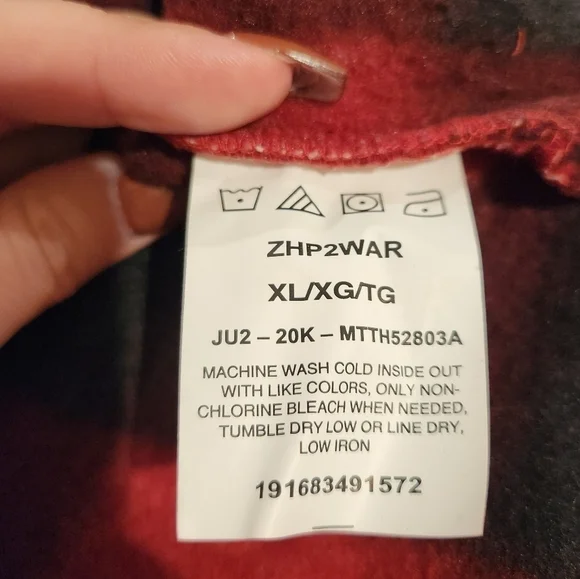 ZHP2WAR
XL/XG/TG
JU2 – 20K – MTTH52803A
MACHINE WASH COLD INSIDE OUT
WITH LIKE COLORS, ONLY NON-
CHLORINE BLEACH WHEN NEEDED,
TUMBLE DRY LOW OR LINE DRY,
LOW IRON
191683491572